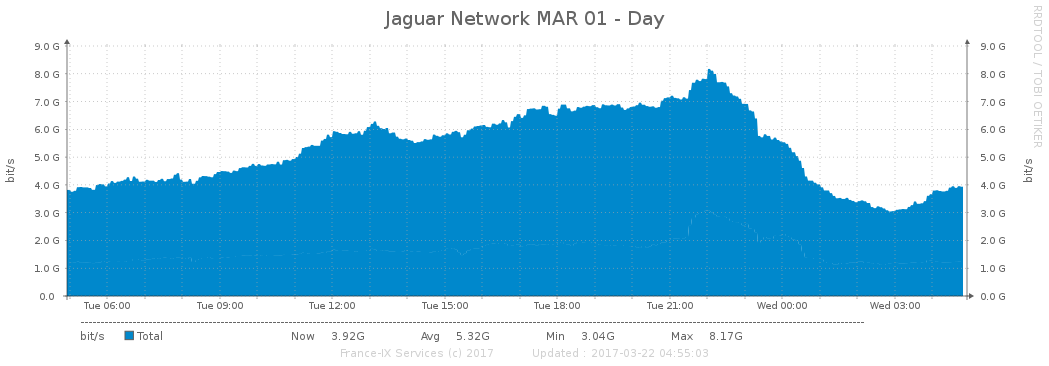 Jaguar Network MAR 01 - Day
RRDTOOL / TOBI OETIKER
bit/s
bit/s
9.0 G 9.0 G
8.0 G 8.0 G
7.0 G 7.0 G
6.0 G 6.0 G
5.0 G 5.0 G
4.0 G 4.0 G
3.0 G 3.0 G
2.0 G 2.0 G
1.0 G 1.0 G
0.0 0.0 G
Tue 06:00 Tue 09:00 Tue 12:00 Tue 15:00 Tue 18:00 Tue 21:00 Wed 00:00 Wed 03:00
bit/s Total Now 3.92G Avg 5.32G Min 3.04G Max 8.17G
France-IX Services (c) 2017 Updated : 2017-03-22 04:55:03